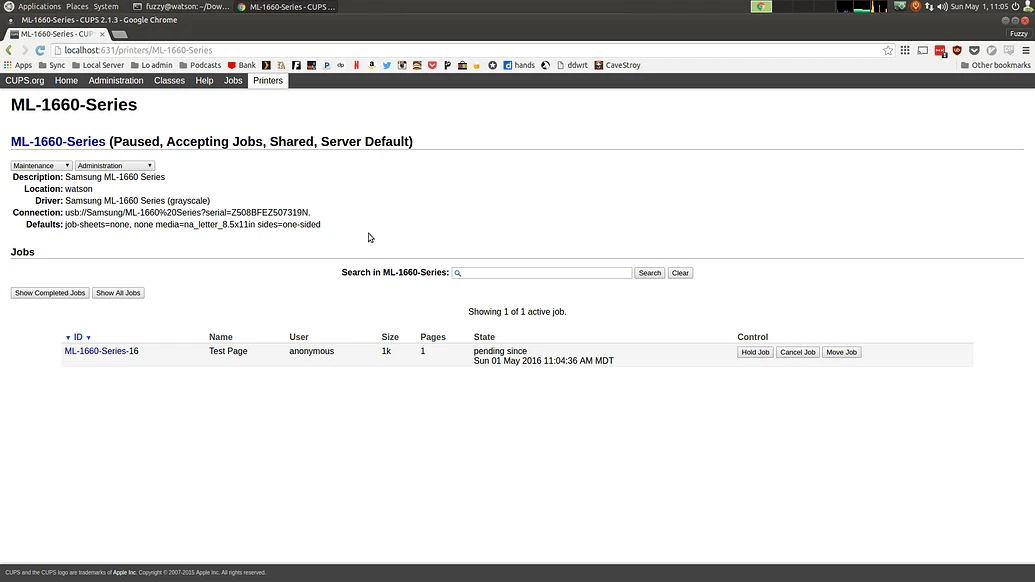 Applications Places System fuzzy@watson: ~/Dow... ML-1660-Series - CUPS ... Sun May 1, 11:05
ML-1660-Series - CUPS 2.1.3 - Google Chrome
ML-1660-Series - CUP Fuzzy
localhost:631/printers/ML-1660-Series
Apps Sync Local Server Lo admin Podcasts Bank hands ddwrt CaveStroy Other bookmarks
CUPS.org Home Administration Classes Help Jobs Printers
ML-1660-Series
ML-1660-Series (Paused, Accepting Jobs, Shared, Server Default)
Maintenance Administration
Description: Samsung ML-1660 Series
Location: watson
Driver: Samsung ML-1660 Series (grayscale)
Connection: usb://Samsung/ML-1660%20Series?serial=Z508BFEZ507319N.
Defaults: job-sheets=none, none media=na_letter_8.5x11in sides=one-sided
Jobs
Search in ML-1660-Series: Search Clear
Show Completed Jobs Show All Jobs
Showing 1 of 1 active job.
▼ ID ▼ Name User Size Pages State Control
ML-1660-Series-16 Test Page anonymous 1k 1 pending since Hold Job Cancel Job Move Job
Sun 01 May 2016 11:04:36 AM MDT
CUPS and the CUPS logo are trademarks of Apple Inc. Copyright © 2007-2015 Apple Inc. All rights reserved.